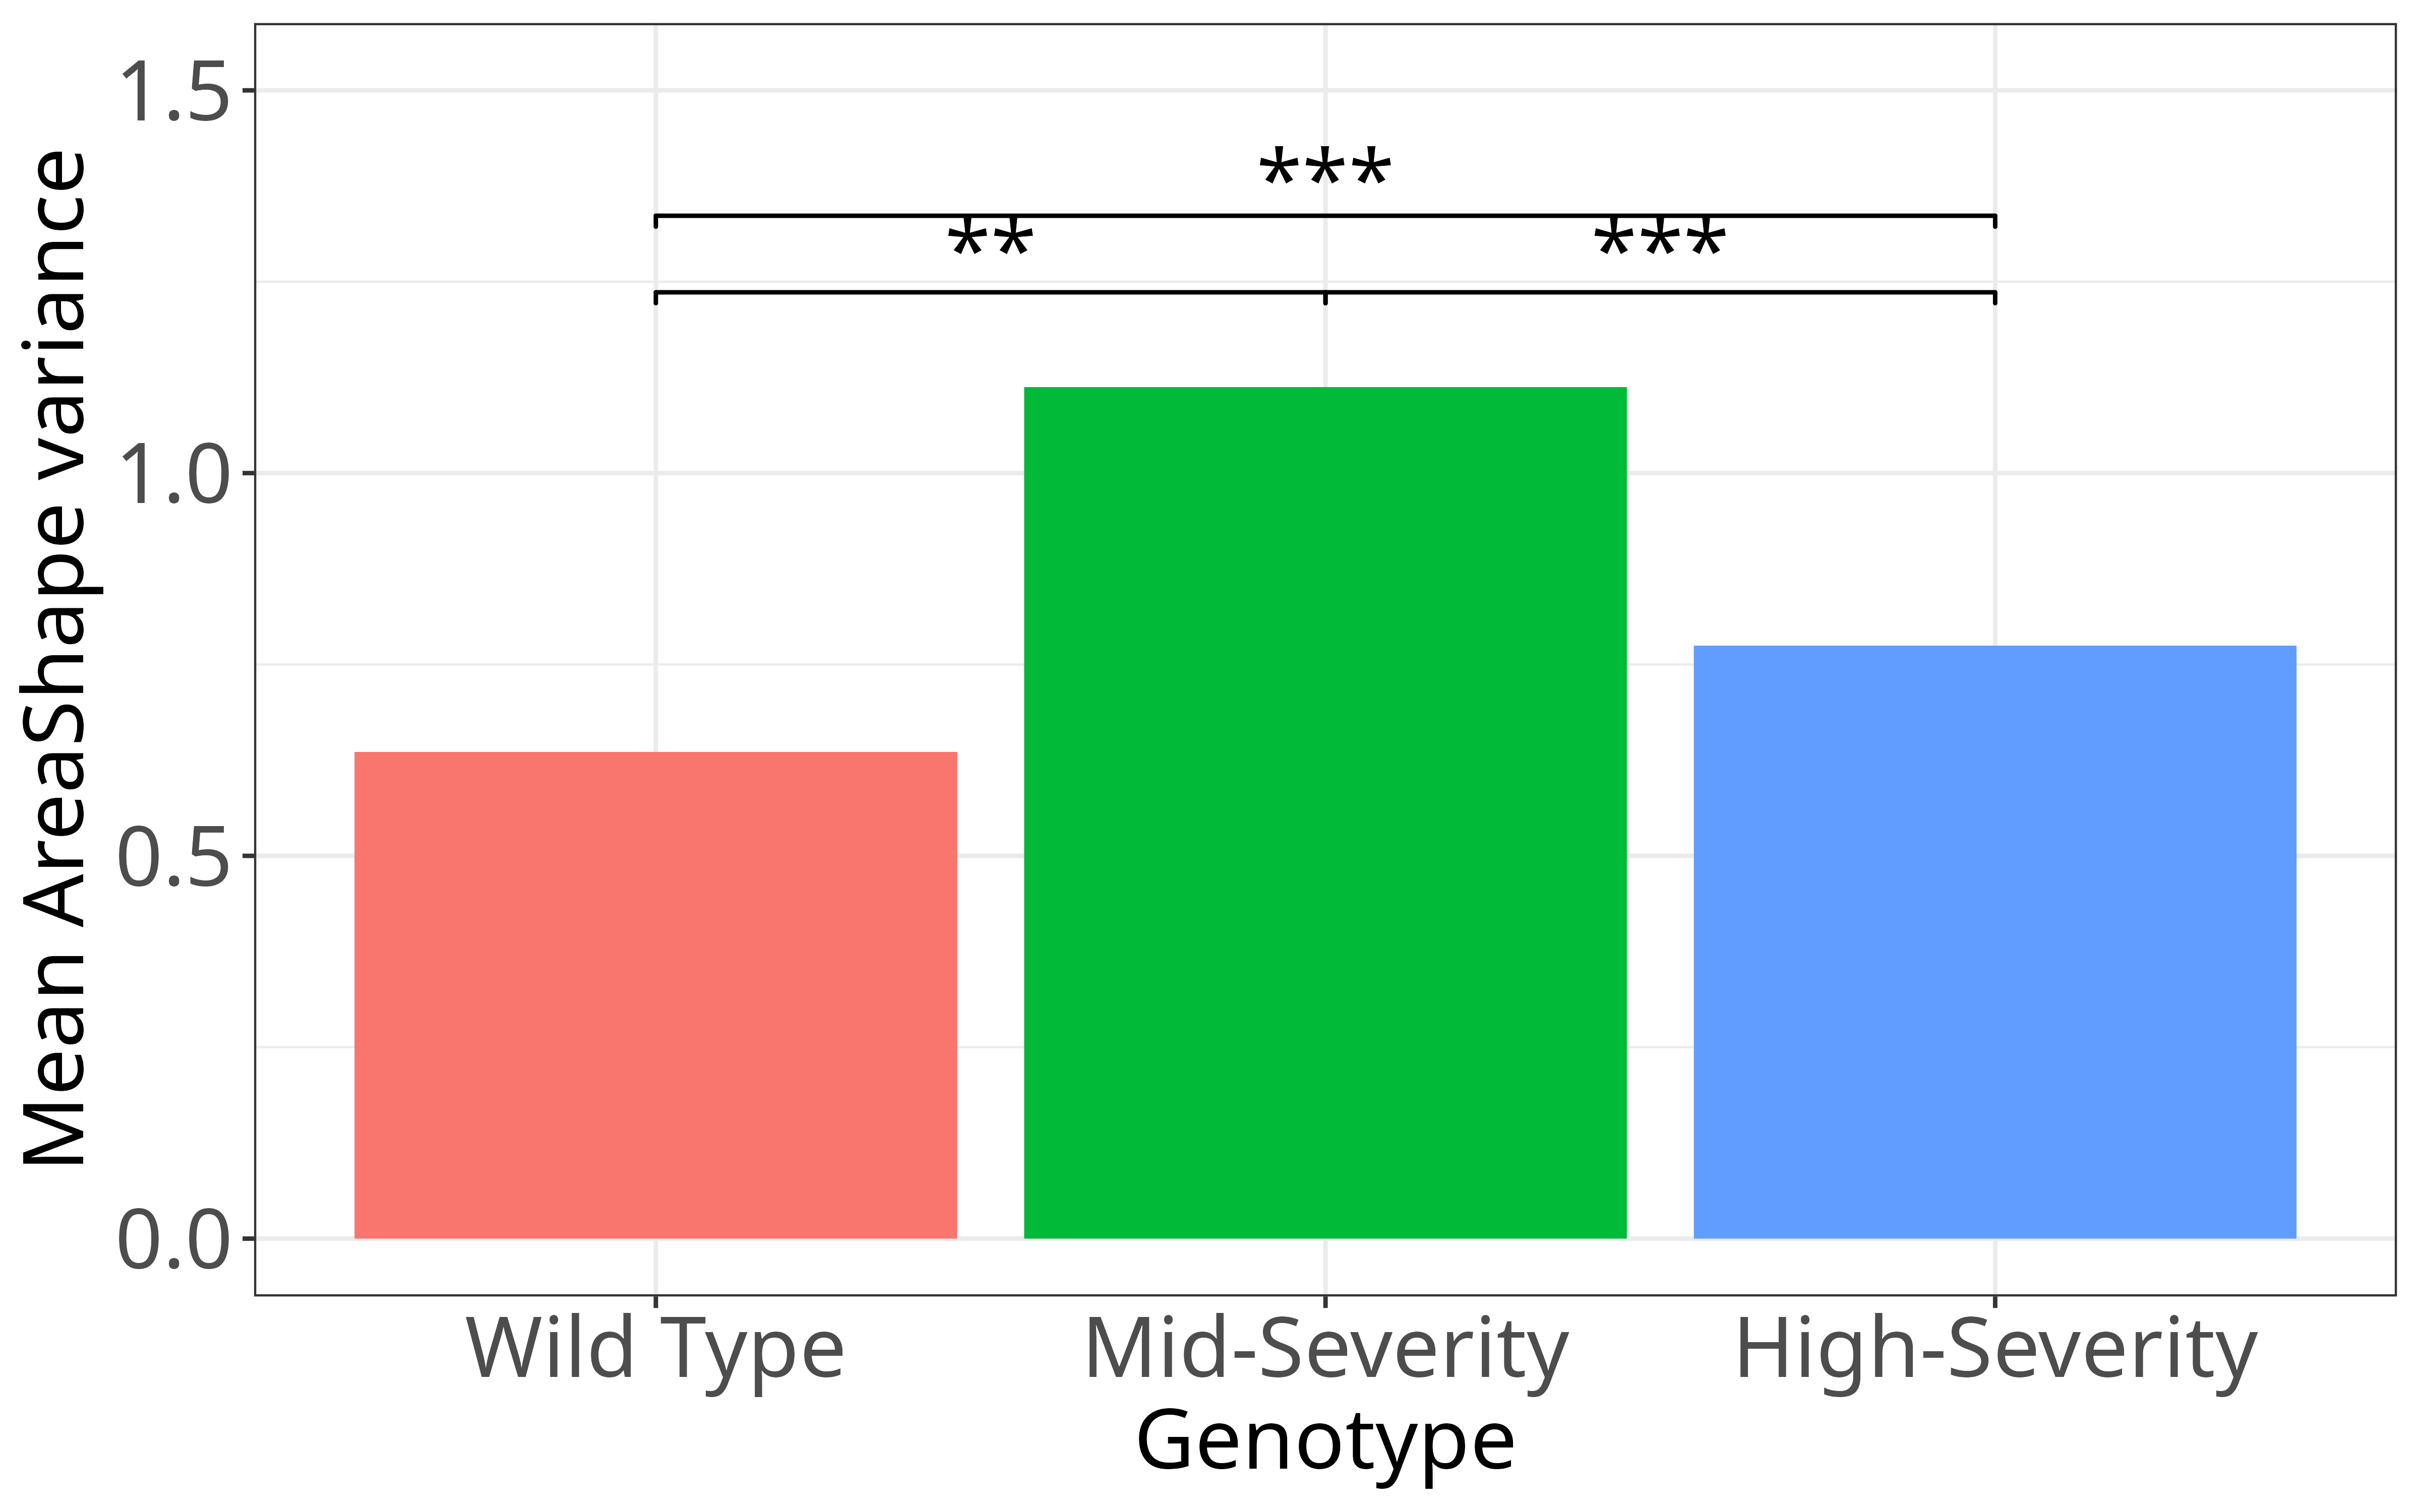 Mean AreaShape variance
1.5
1.0
0.5
0.0
***
** ***
Wild Type Mid-Severity High-Severity
Genotype